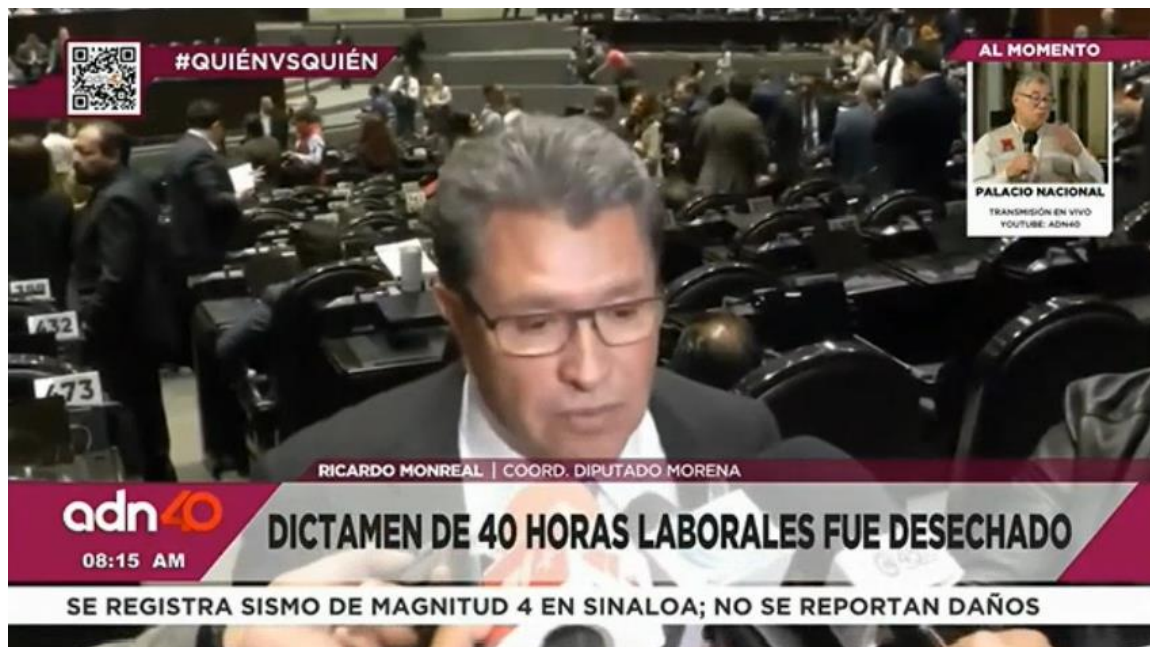 #QUIÉNVSQUIÉN
AL MOMENTO
PALACIO NACIONAL
TRANSMISIÓN EN VIVO
YOUTUBE: ADN40
432
473
RICARDO MONREAL | COORD. DIPUTADO MORENA
adn40
08:15 AM
DICTAMEN DE 40 HORAS LABORALES FUE DESECHADO
SE REGISTRA SISMO DE MAGNITUD 4 EN SINALOA; NO SE REPORTAN DAÑOS